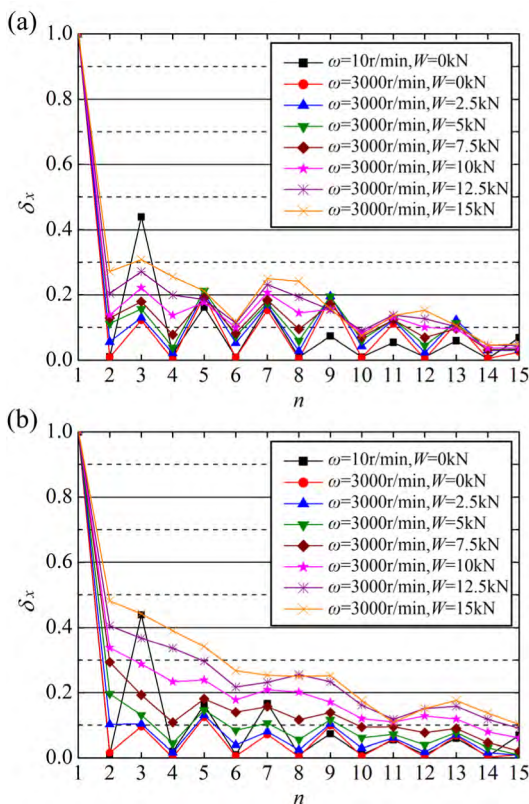 (a)
1.0
0.8
0.6
0.4
0.2
0.0
δx
ω=10r/min,W=0kN
ω=3000r/min,W=0kN
ω=3000r/min,W=2.5kN
ω=3000r/min,W=5kN
ω=3000r/min,W=7.5kN
ω=3000r/min,W=10kN
ω=3000r/min,W=12.5kN
ω=3000r/min,W=15kN
1 2 3 4 5 6 7 8 9 10 11 12 13 14 15
n
(b)
1.0
0.8
0.6
0.4
0.2
0.0
δx
ω=10r/min,W=0kN
ω=3000r/min,W=0kN
ω=3000r/min,W=2.5kN
ω=3000r/min,W=5kN
ω=3000r/min,W=7.5kN
ω=3000r/min,W=10kN
ω=3000r/min,W=12.5kN
ω=3000r/min,W=15kN
1 2 3 4 5 6 7 8 9 10 11 12 13 14 15
n